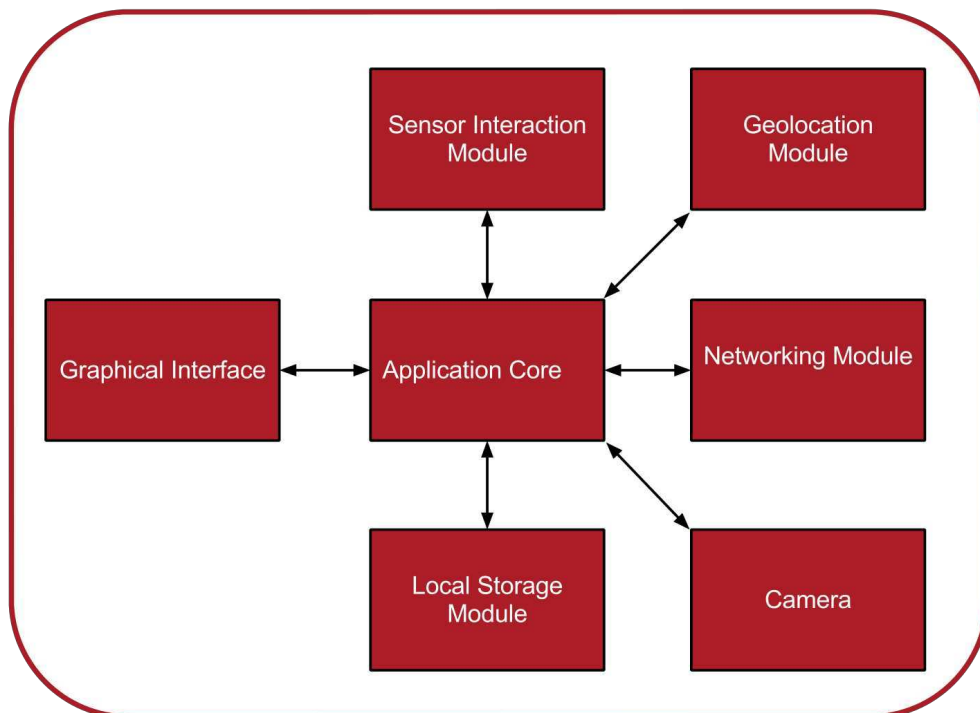 Sensor Interaction
Module
Geolocation
Module
Graphical Interface
Application Core
Networking Module
Local Storage
Module
Camera